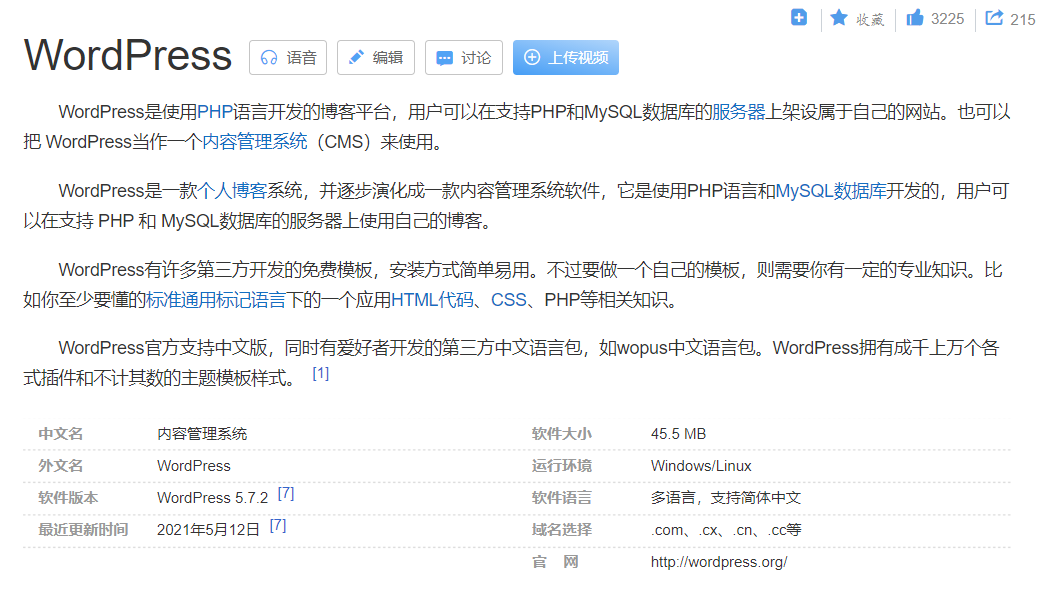 收藏 3225 215
WordPress 语音 编辑 讨论 上传视频
WordPress是使用PHP语言开发的博客平台，用户可以在支持PHP和MySQL数据库的服务器上架设属于自己的网站。也可以
把 WordPress当作一个内容管理系统（CMS）来使用。
WordPress是一款个人博客系统，并逐步演化成一款内容管理系统软件，它是使用PHP语言和MySQL数据库开发的，用户可
以在支持 PHP 和 MySQL数据库的服务器上使用自己的博客。
WordPress有许多第三方开发的免费模板，安装方式简单易用。不过要做一个自己的模板，则需要你有一定的专业知识。比
如你至少要懂的标准通用标记语言下的一个应用HTML代码、CSS、PHP等相关知识。
WordPress官方支持中文版，同时有爱好者开发的第三方中文语言包，如wopus中文语言包。WordPress拥有成千上万个各
式插件和不计其数的主题模板样式。 [1]
中文名 内容管理系统 软件大小 45.5 MB
外文名 WordPress 运行环境 Windows/Linux
软件版本 WordPress 5.7.2 [7] 软件语言 多语言，支持简体中文
最近更新时间 2021年5月12日 [7] 域名选择 .com、.cx、.cn、.cc等
官 网 http://wordpress.org/